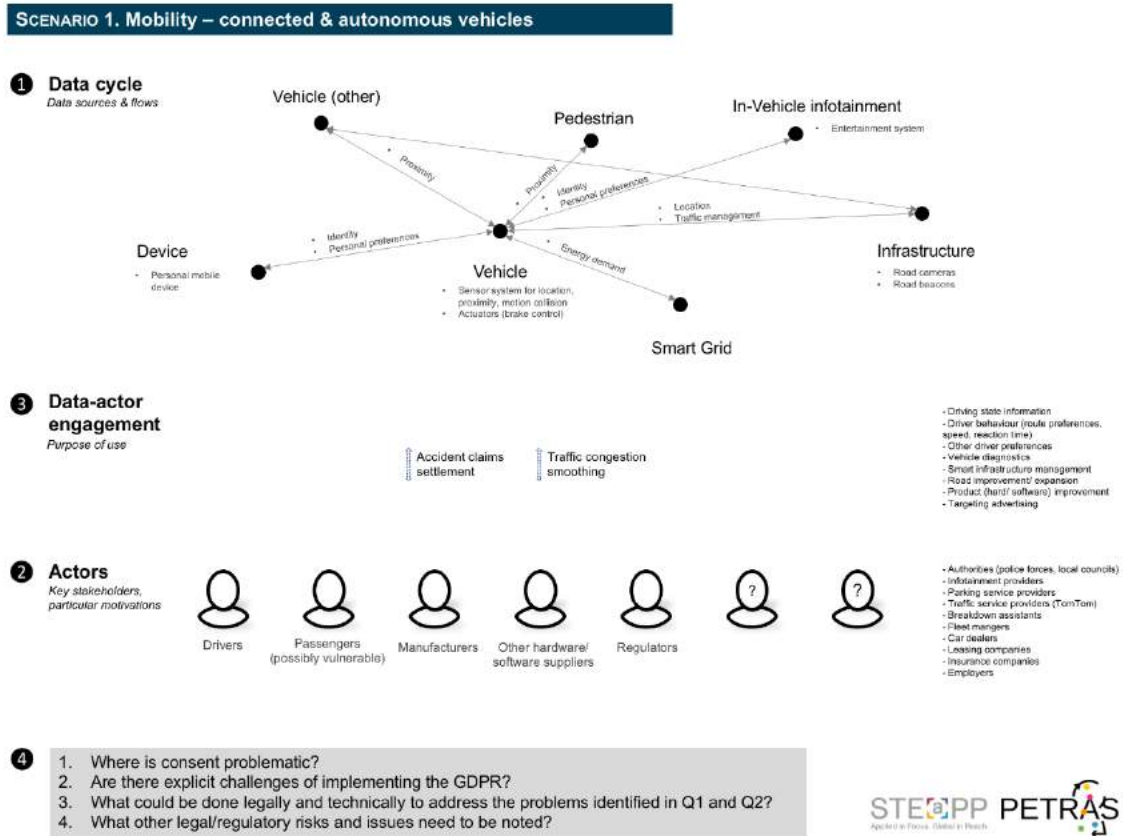 SCENARIO 1. Mobility – connected & autonomous vehicles
1 Data cycle
Data sources & flows
Vehicle (other)
Pedestrian
In-Vehicle infotainment
• Entertainment system
• Proximity
• Proximity
• Identity
• Personal preferences
• Location
• Traffic management
• Identity
• Personal preferences
• Energy demand
Device
• Personal mobile
device
Vehicle
• Sensor system for location,
proximity, motion collision
• Actuators (brake control)
Infrastructure
• Road cameras
• Road beacons
Smart Grid
3 Data-actor
engagement
Purpose of use
Accident claims
settlement
Traffic congestion
smoothing
- Driving state information
- Driver behaviour (route preferences,
speed, reaction time)
- Other driver preferences
- Vehicle diagnostics
- Smart infrastructure management
- Road improvement/ expansion
- Product (hard/ software) improvement
- Targeting advertising
2 Actors
Key stakeholders,
particular motivations
Drivers
Passengers
(possibly vulnerable)
Manufacturers
Other hardware/
software suppliers
Regulators
?
?
- Authorities (police forces, local councils)
- Infotainment providers
- Parking service providers
- Traffic service providers (TomTom)
- Breakdown assistants
- Fleet mangers
- Car dealers
- Leasing companies
- Insurance companies
- Employers
4
1. Where is consent problematic?
2. Are there explicit challenges of implementing the GDPR?
3. What could be done legally and technically to address the problems identified in Q1 and Q2?
4. What other legal/regulatory risks and issues need to be noted?
STEaPP
Applied in Focus. Global in Reach
PETRAS